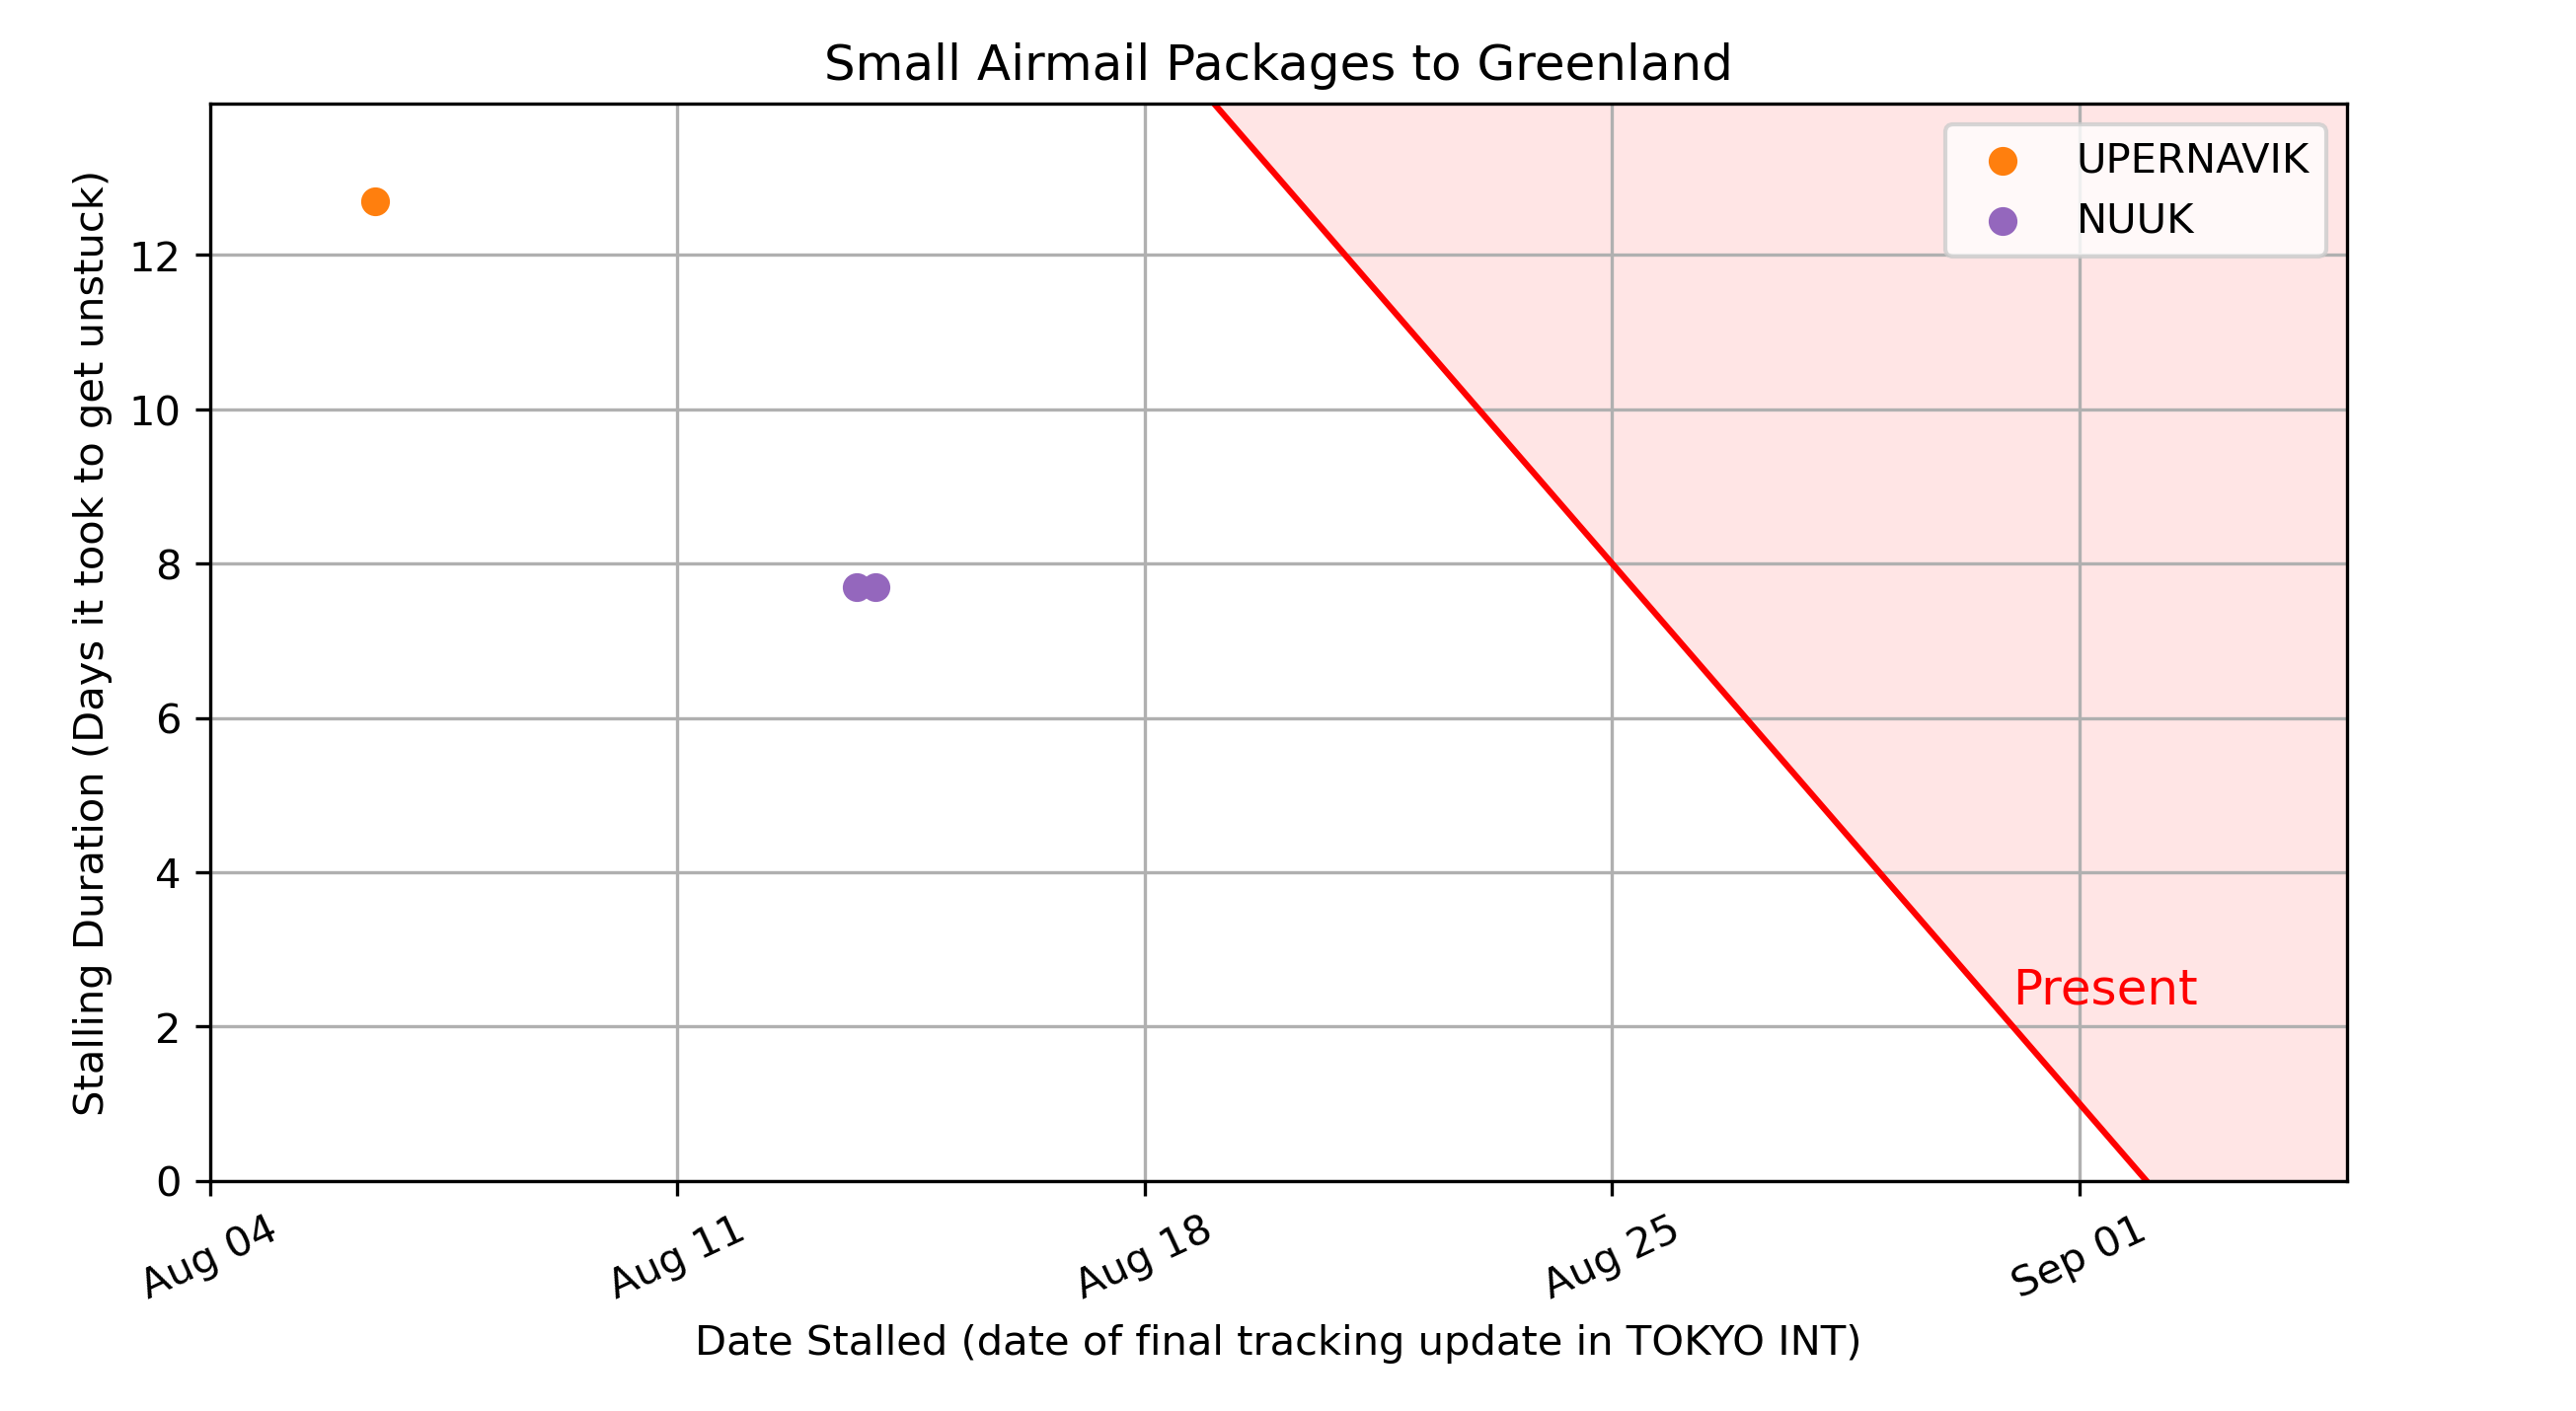 Small Airmail Packages to Greenland
UPERNAVIK
NUUK
Stalling Duration (Days it took to get unstuck)
12
10
8
6
4
2
0
Present
Aug 04
Aug 11
Aug 18
Aug 25
Sep 01
Date Stalled (date of final tracking update in TOKYO INT)